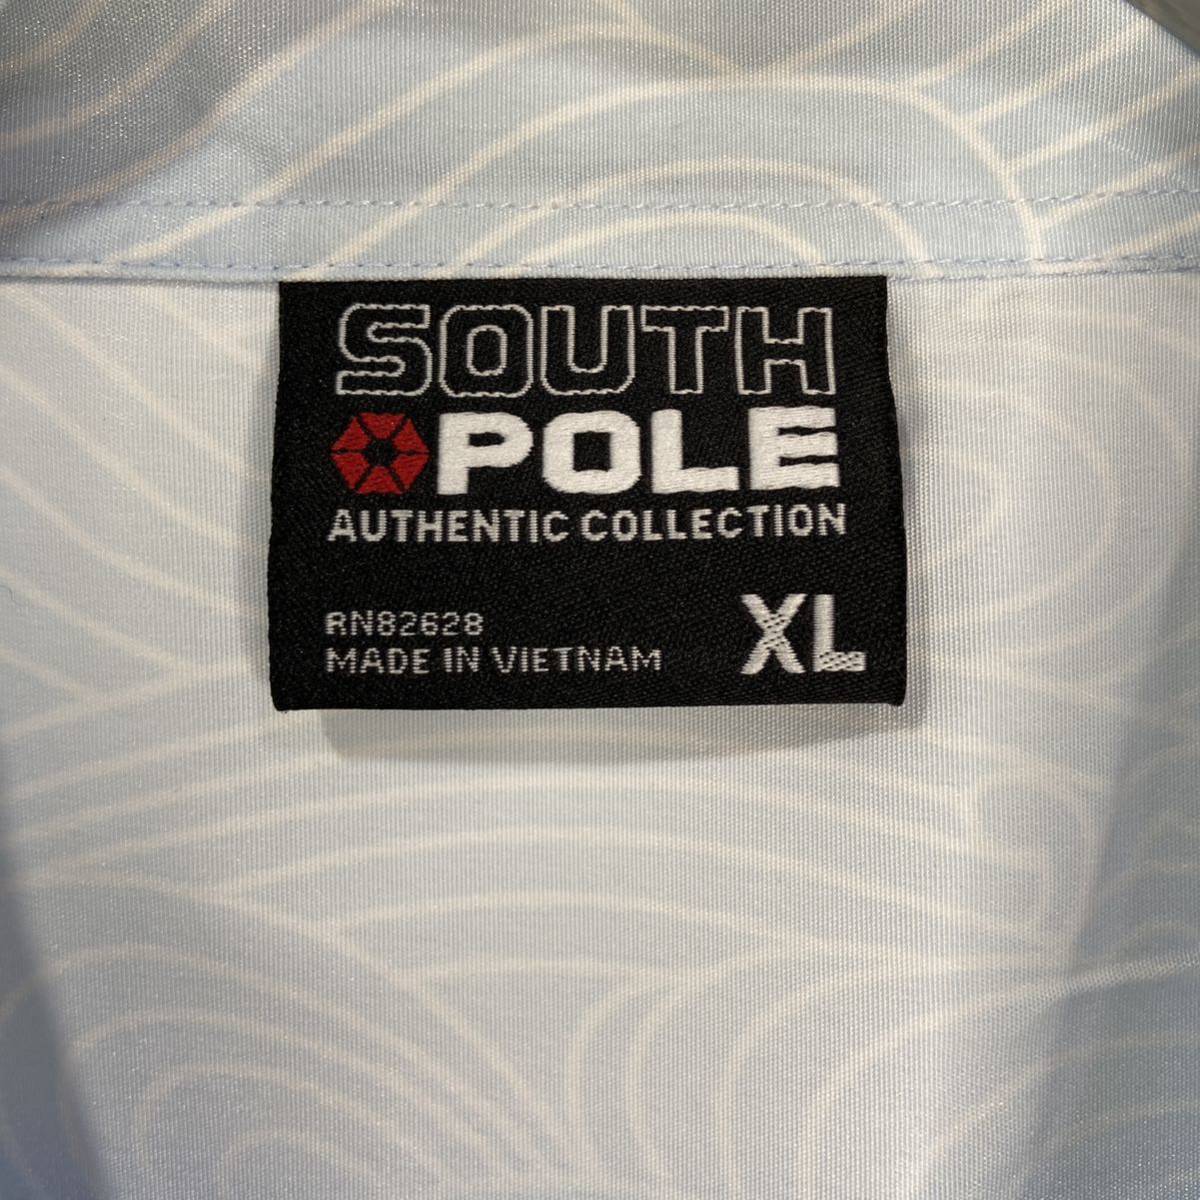 SOUTH
POLE
AUTHENTIC COLLECTION
RN82628
MADE IN VIETNAM
XL